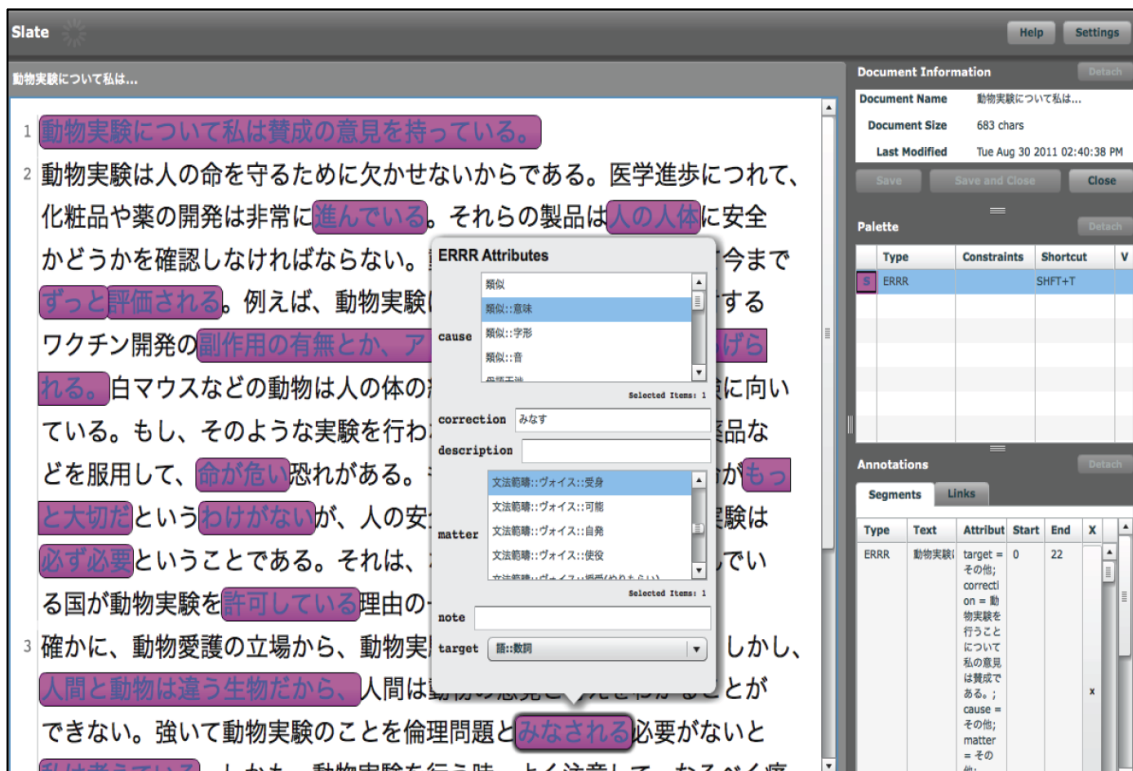 Slate
Help
Settings
動物実験について私は...
1 動物実験について私は賛成の意見を持っている。
2 動物実験は人の命を守るために欠かせないからである。医学進歩につれて、
化粧品や薬の開発は非常に進んでいる。それらの製品は人の人体に安全
かどうかを確認しなければならない。 今まで
ずっと評価される。例えば、動物実験 する
ワクチン開発の副作用の有無とか、ア げら
れる。白マウスなどの動物は人の体の 験に向い
ている。もし、そのような実験を行わ 薬品な
どを服用して、命が危い恐れがある。 が もっ
と大切だというわけがないが、人の安 実験は
必ず必要ということである。それは、 でい
る国が動物実験を許可している理由の
3 確かに、動物愛護の立場から、動物実 しかし、
人間と動物は違う生物だから、人間は ことが
できない。強いて動物実験のことを倫理問題とみなされる必要がないと
ERRR Attributes
cause
類似
類似::意味
類似::字形
類似::音
Selected Items: 1
correction みなす
description
matter
文法範疇::ヴォイス::受身
文法範疇::ヴォイス::可能
文法範疇::ヴォイス::自発
文法範疇::ヴォイス::使役
文法範疇::ヴォイス::授受(やりもらい)
Selected Items: 1
note
target 語::数詞
Document Information
Detach
Document Name 動物実験について私は...
Document Size 683 chars
Last Modified Tue Aug 30 2011 02:40:38 PM
Save
Save and Close
Close
Palette
Detach
Type Constraints Shortcut V
S ERRR SHFT+T
Annotations
Detach
Segments
Links
Type Text Attribut Start End X
ERRR 動物実験 target = 0 22
その他;
correcti
on = 動
物実験を
行うこと
について
私の意見
は賛成で
ある。;
x
cause =
その他;
matter
= その
他;